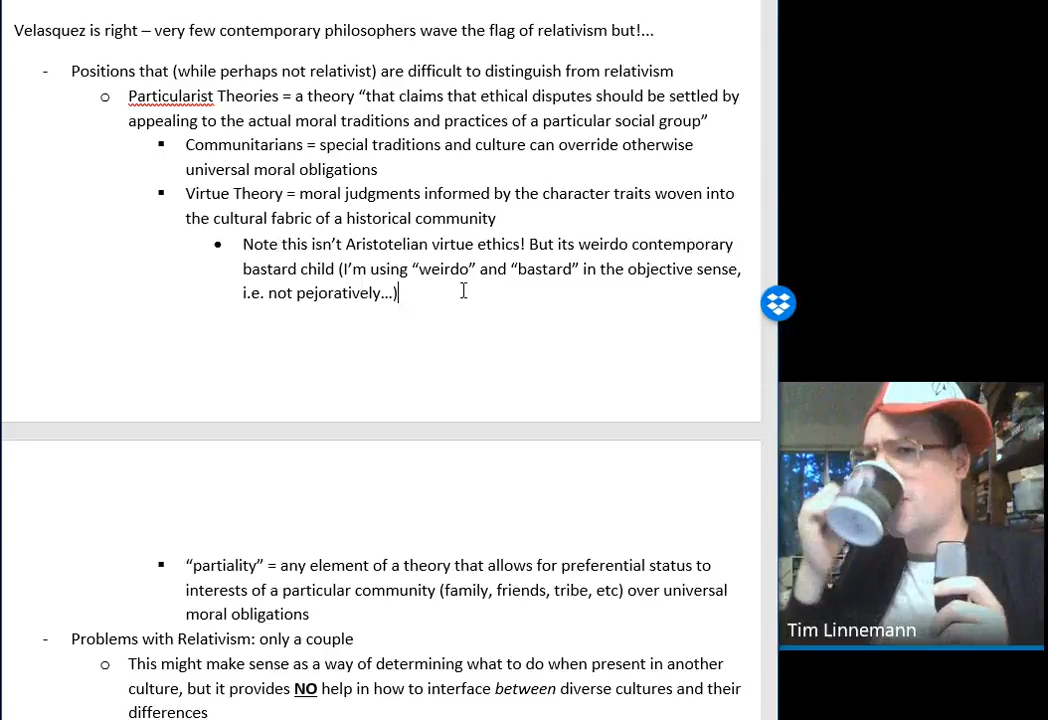 Velasquez is right – very few contemporary philosophers wave the flag of relativism but!...
- Positions that (while perhaps not relativist) are difficult to distinguish from relativism
o Particularist Theories = a theory “that claims that ethical disputes should be settled by
appealing to the actual moral traditions and practices of a particular social group”
▪ Communitarians = special traditions and culture can override otherwise
universal moral obligations
▪ Virtue Theory = moral judgments informed by the character traits woven into
the cultural fabric of a historical community
• Note this isn’t Aristotelian virtue ethics! But its weirdo contemporary
bastard child (I’m using “weirdo” and “bastard” in the objective sense,
i.e. not pejoratively…)
▪ “partiality” = any element of a theory that allows for preferential status to
interests of a particular community (family, friends, tribe, etc) over universal
moral obligations
- Problems with Relativism: only a couple
o This might make sense as a way of determining what to do when present in another
culture, but it provides NO help in how to interface between diverse cultures and their
differences
Tim Linnemann